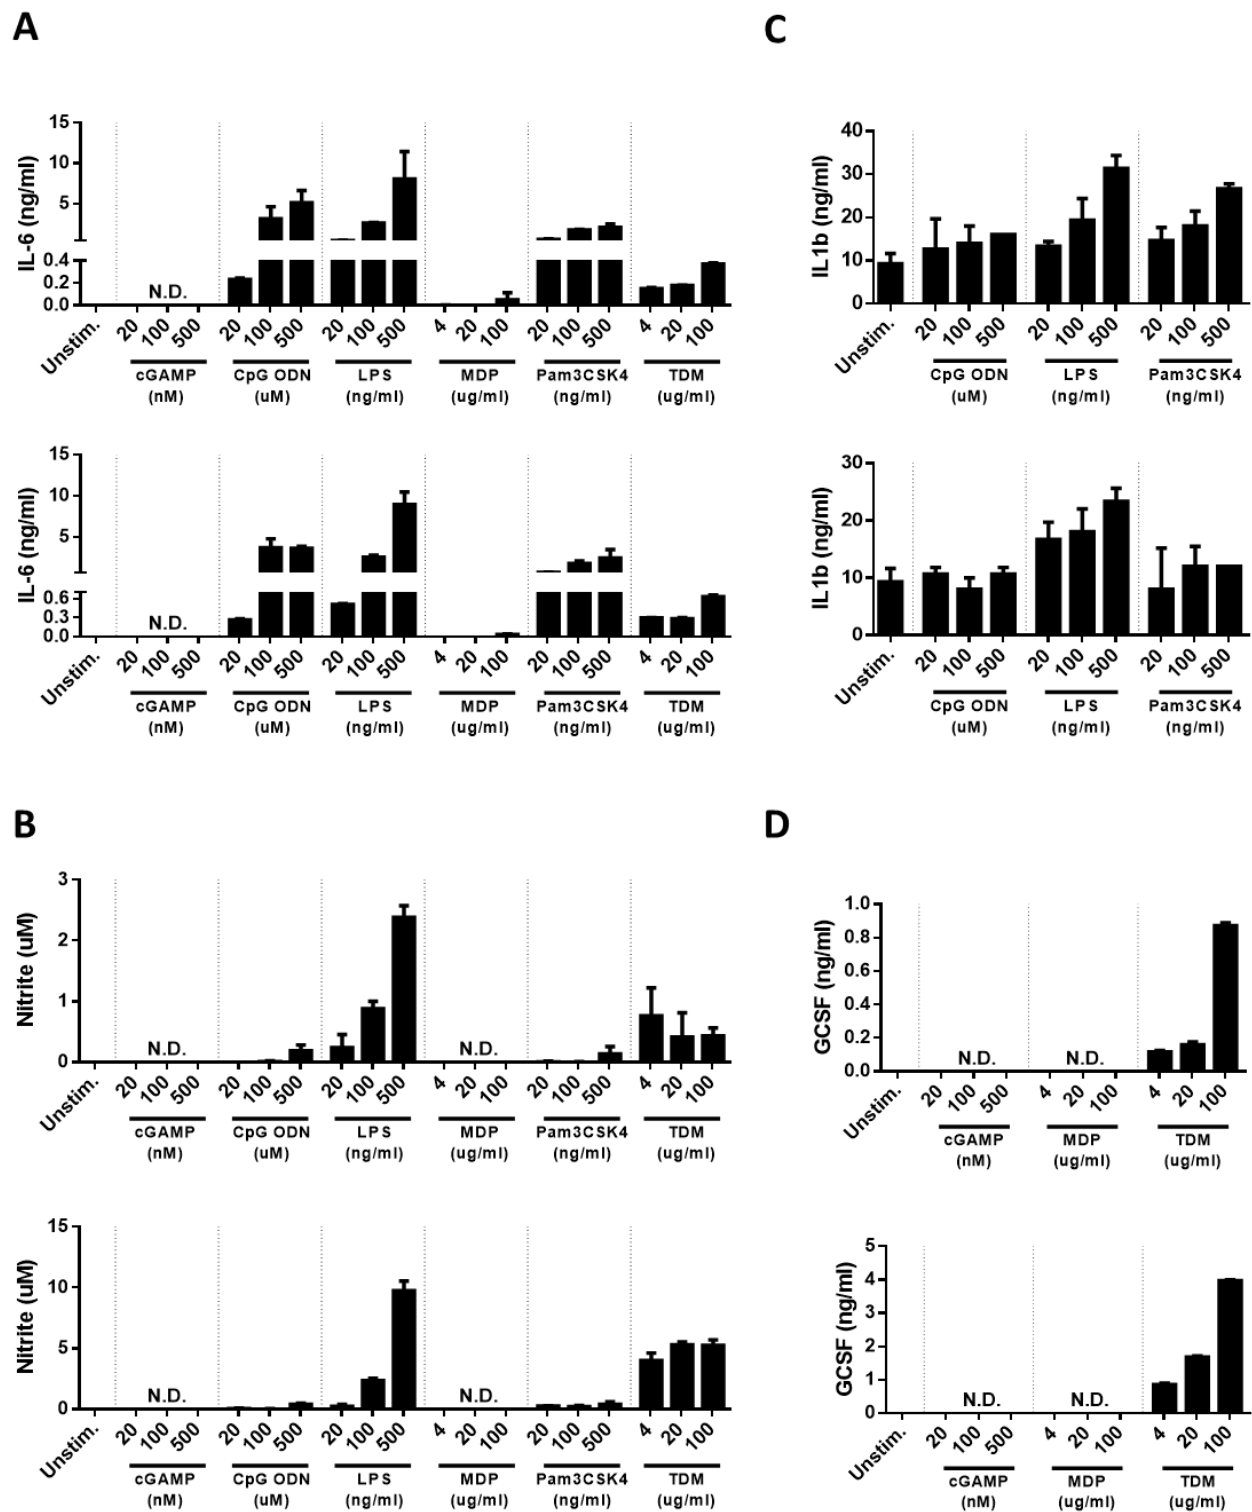 A
IL-6 (ng/ml)
15
10
5
0.4
0.2
0.0
N.D.
Unstim. 20 100 500 20 100 500 20 100 500 4 20 100 20 100 500 4 20 100
cGAMP CpG ODN LPS MDP Pam3CSK4 TDM
(nM) (uM) (ng/ml) (ug/ml) (ng/ml) (ug/ml)
IL-6 (ng/ml)
15
10
5
0.6
0.3
0.0
N.D.
Unstim. 20 100 500 20 100 500 20 100 500 4 20 100 20 100 500 4 20 100
cGAMP CpG ODN LPS MDP Pam3CSK4 TDM
(nM) (uM) (ng/ml) (ug/ml) (ng/ml) (ug/ml)
C
IL1b (ng/ml)
40
30
20
10
0
Unstim. 20 100 500 20 100 500 20 100 500
CpG ODN LPS Pam3CSK4
(uM) (ng/ml) (ng/ml)
IL1b (ng/ml)
30
20
10
0
Unstim. 20 100 500 20 100 500 20 100 500
CpG ODN LPS Pam3CSK4
(uM) (ng/ml) (ng/ml)
B
Nitrite (uM)
3
2
1
0
N.D. N.D.
Unstim. 20 100 500 20 100 500 20 100 500 4 20 100 20 100 500 4 20 100
cGAMP CpG ODN LPS MDP Pam3CSK4 TDM
(nM) (uM) (ng/ml) (ug/ml) (ng/ml) (ug/ml)
Nitrite (uM)
15
10
5
0
N.D. N.D.
Unstim. 20 100 500 20 100 500 20 100 500 4 20 100 20 100 500 4 20 100
cGAMP CpG ODN LPS MDP Pam3CSK4 TDM
(nM) (uM) (ng/ml) (ug/ml) (ng/ml) (ug/ml)
D
GCSF (ng/ml)
1.0
0.8
0.6
0.4
0.2
0.0
N.D. N.D.
Unstim. 20 100 500 4 20 100 4 20 100
cGAMP MDP TDM
(nM) (ug/ml) (ug/ml)
GCSF (ng/ml)
5
4
3
2
1
0
N.D. N.D.
Unstim. 20 100 500 4 20 100 4 20 100
cGAMP MDP TDM
(nM) (ug/ml) (ug/ml)